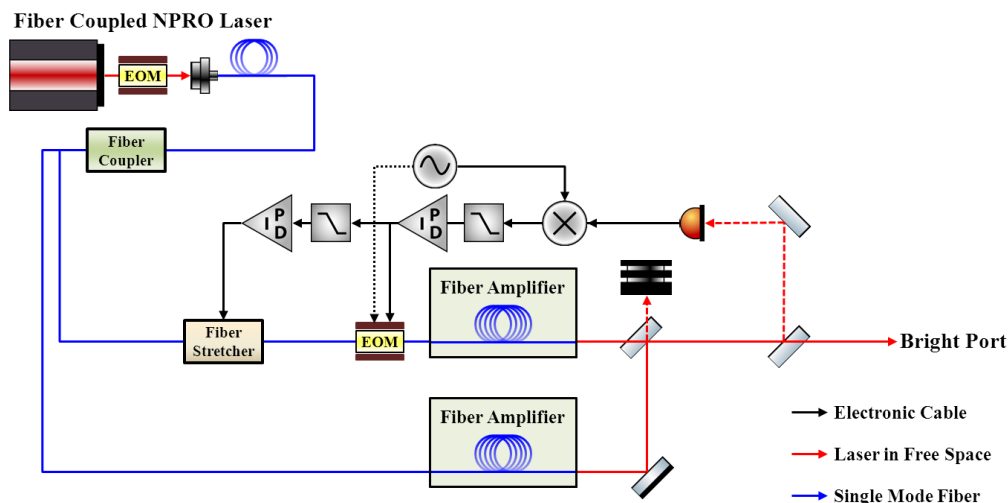 Fiber Coupled NPRO Laser
EOM
Fiber
Coupler
P
I
D
P
I
D
Fiber Amplifier
Fiber
Stretcher
EOM
Bright Port
Fiber Amplifier
Electronic Cable
Laser in Free Space
Single Mode Fiber